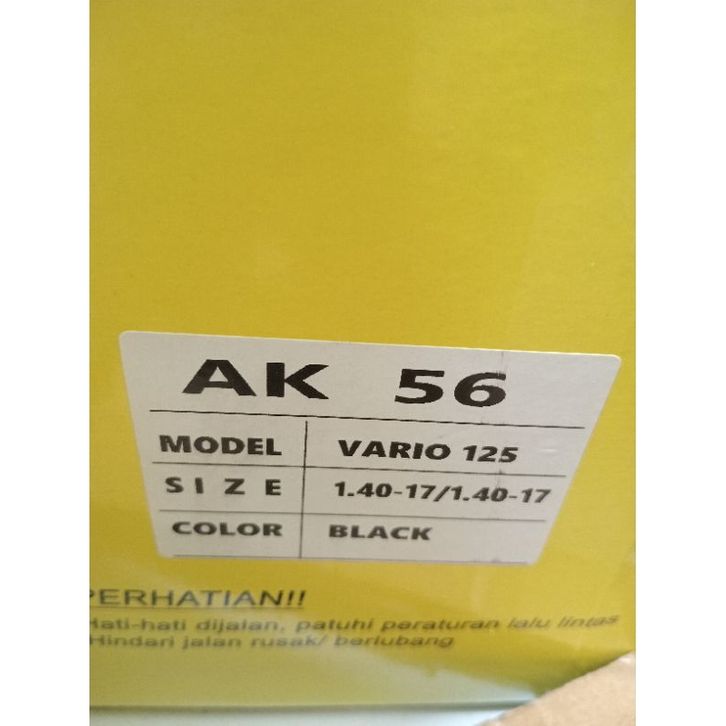 AK 56
MODEL VARIO 125
SIZE 1.40-17/1.40-17
COLOR BLACK
PERHATIAN!!
Hati-hati dijalan, patuhi peraturan lalu lintas
Hindari jalan rusak/ berlubang